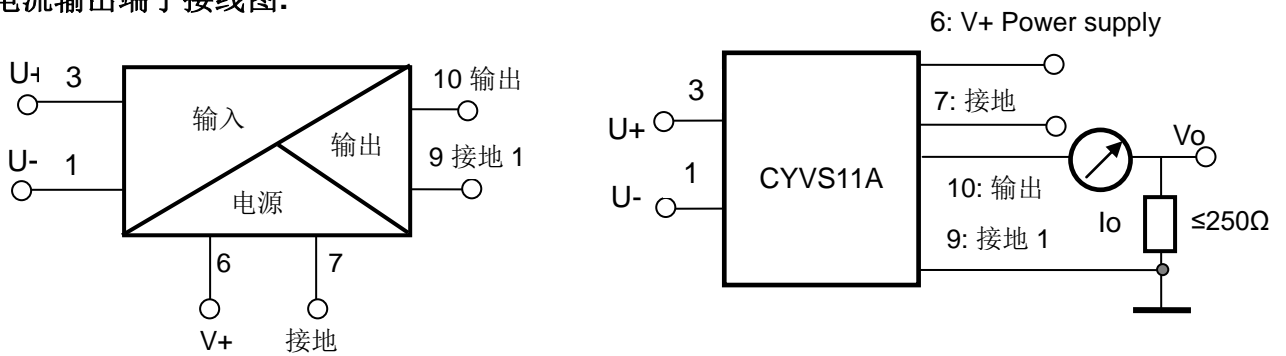 电流输出端子接线图:
U+ 3
输入
10 输出
输出
U- 1
9 接地 1
电源
6
7
V+
接地
6: V+ Power supply
3
7: 接地
U+
Vo
1
CYVS11A
10: 输出
U-
Io
≤250Ω
9: 接地 1